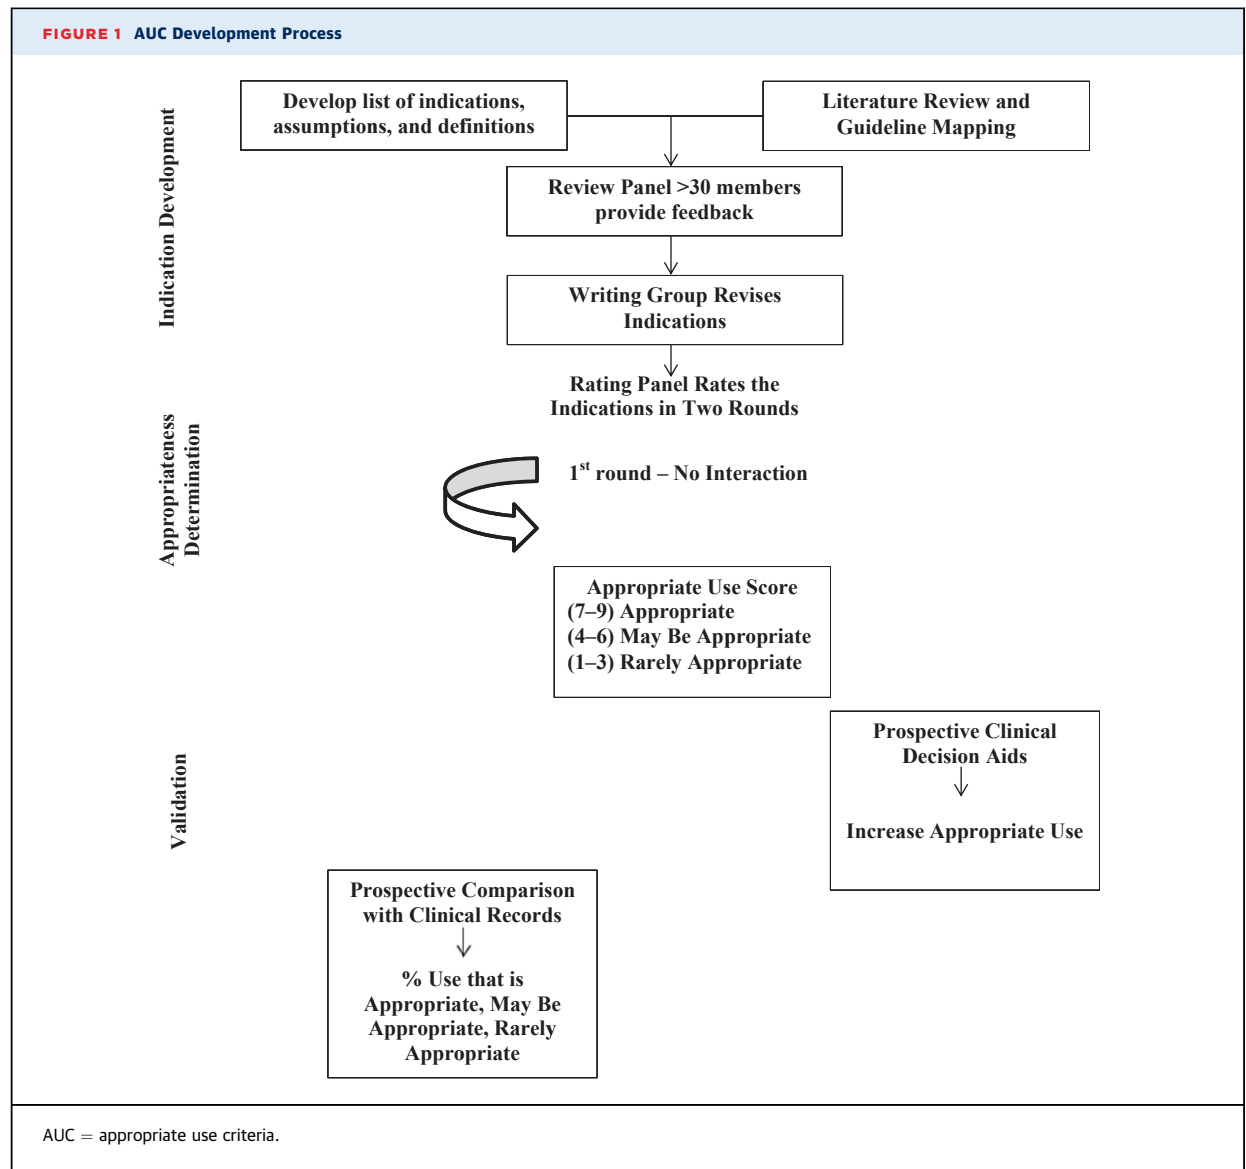 FIGURE 1 AUC Development Process
Indication Development
Develop list of indications,
assumptions, and definitions
Literature Review and
Guideline Mapping
Review Panel >30 members
provide feedback
Writing Group Revises
Indications
Appropriateness
Determination
Rating Panel Rates the
Indications in Two Rounds
1st round – No Interaction
Appropriate Use Score
(7–9) Appropriate
(4–6) May Be Appropriate
(1–3) Rarely Appropriate
Validation
Prospective Clinical
Decision Aids
Increase Appropriate Use
Prospective Comparison
with Clinical Records
% Use that is
Appropriate, May Be
Appropriate, Rarely
Appropriate
AUC = appropriate use criteria.